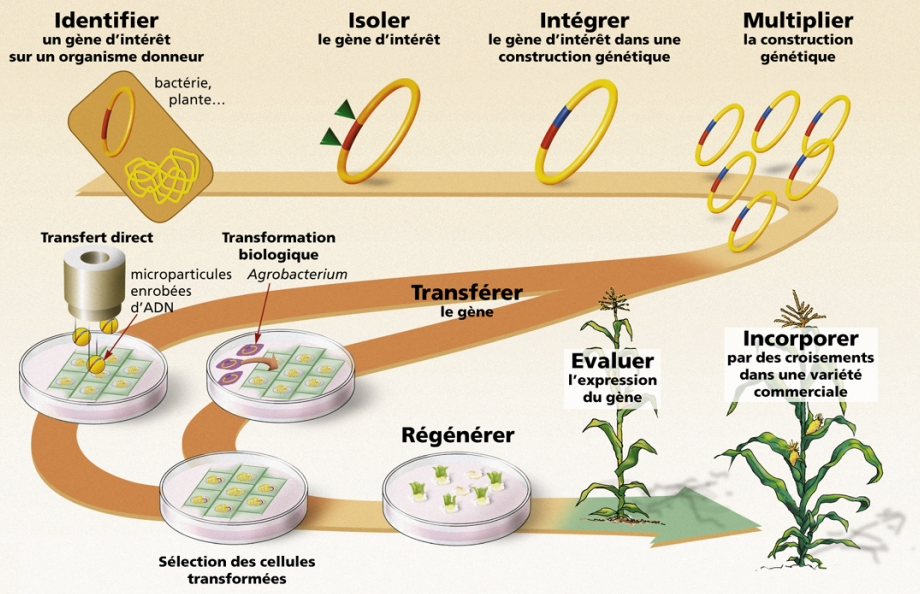 Identifier
un gène d'intérêt
sur un organisme donneur
bactérie,
plante...
Isoler
le gène d'intérêt
Intégrer
le gène d'intérêt dans une
construction génétique
Multiplier
la construction
génétique
Transfert direct
microparticules
enrobées
d'ADN
Transformation
biologique
Agrobacterium
Transférer
le gène
Evaluer
l'expression
du gène
Incorporer
par des croisements
dans une variété
commerciale
Régénérer
Sélection des cellules
transformées